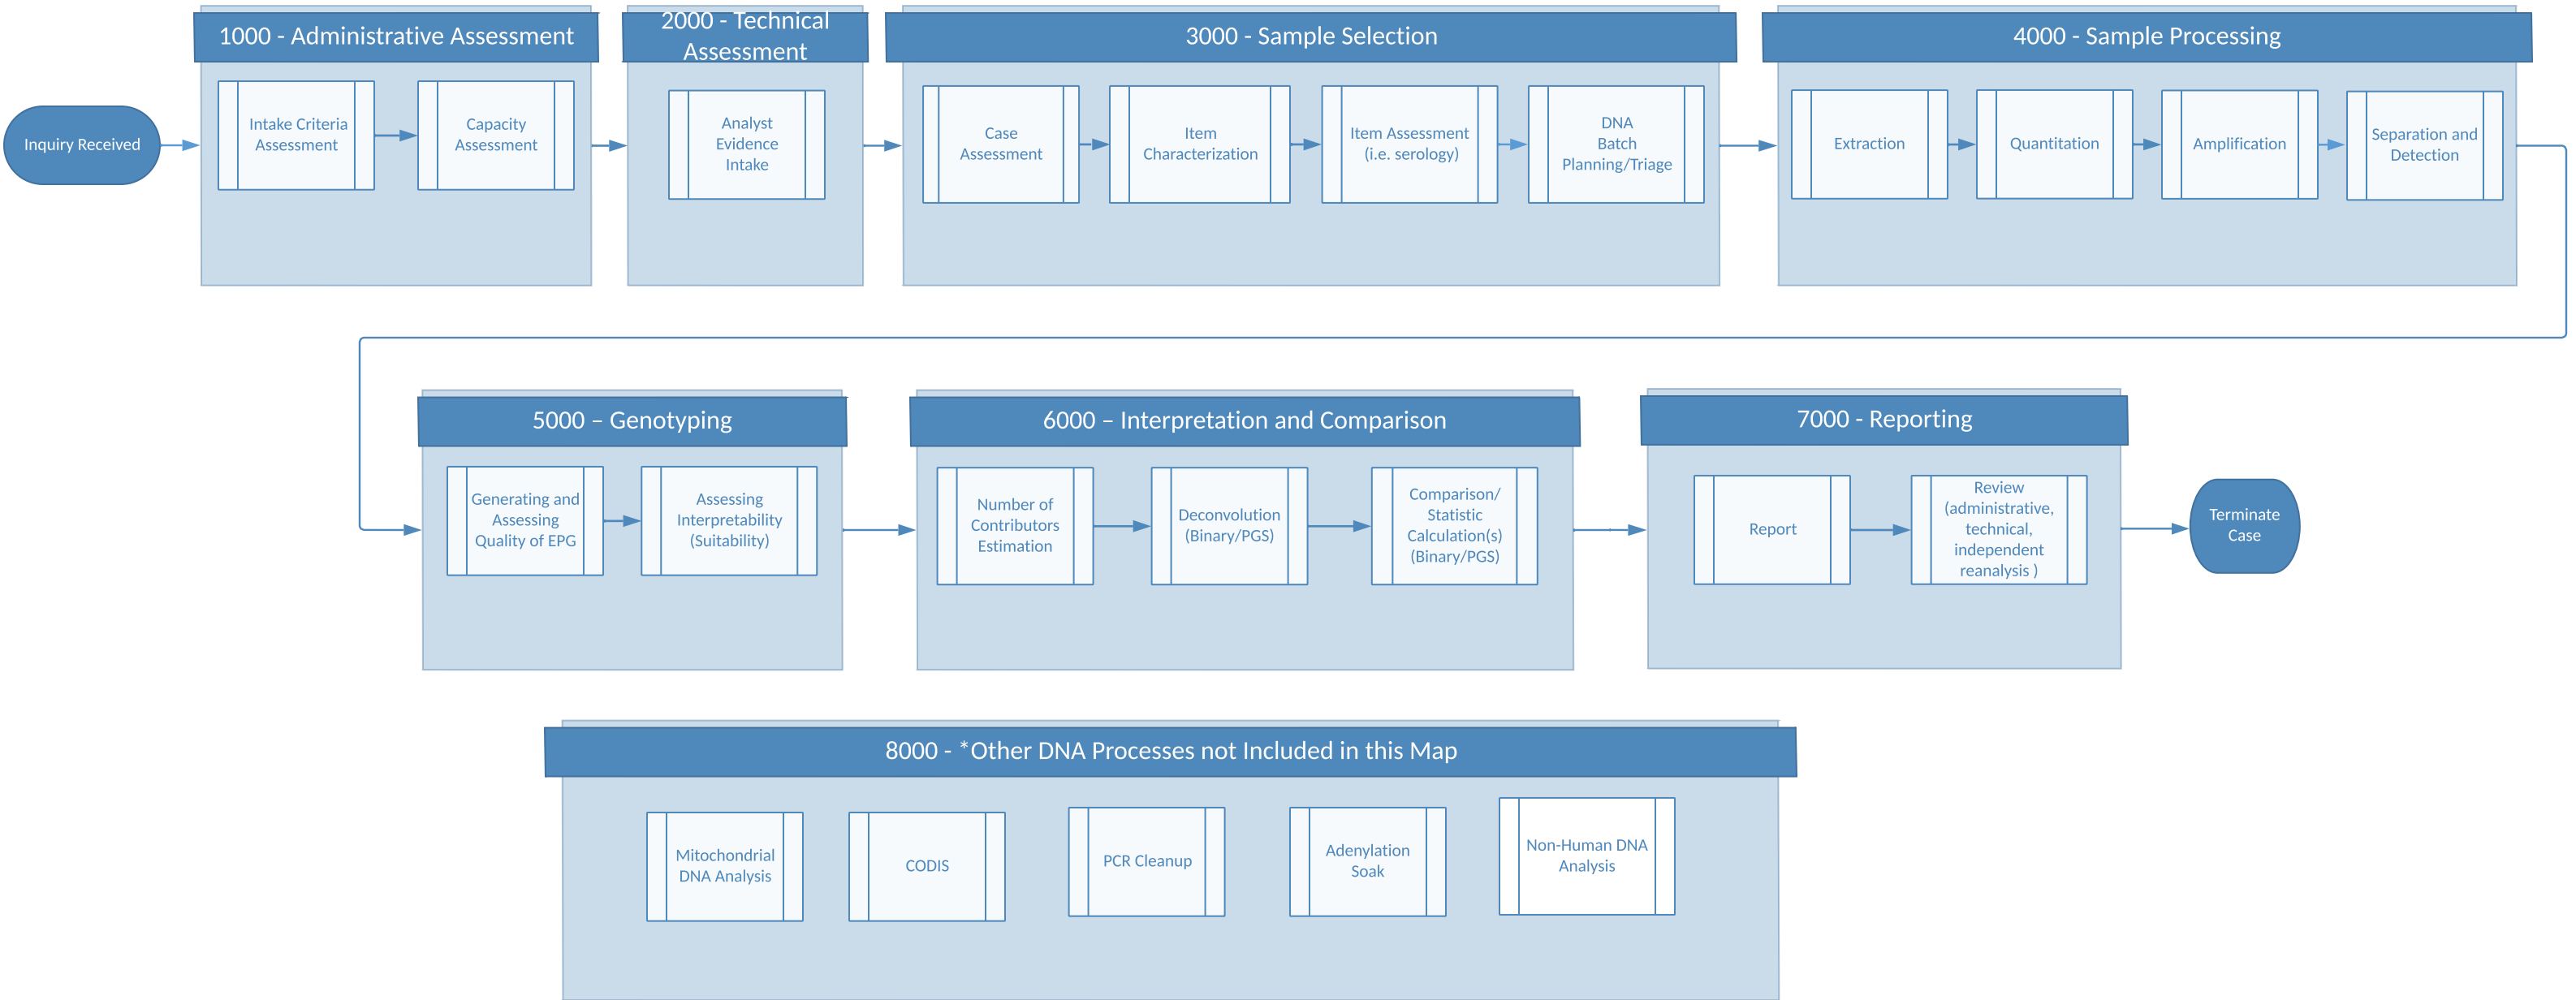 1000 - Administrative Assessment
2000 - Technical
Assessment
3000 - Sample Selection
4000 - Sample Processing
Inquiry Received
Intake Criteria
Assessment
Capacity
Assessment
Analyst
Evidence
Intake
Case
Assessment
Item
Characterization
Item Assessment
(i.e. serology)
DNA
Batch
Planning/Triage
Extraction
Quantitation
Amplification
Separation and
Detection
5000 – Genotyping
6000 – Interpretation and Comparison
7000 - Reporting
Generating and
Assessing
Quality of EPG
Assessing
Interpretability
(Suitability)
Number of
Contributors
Estimation
Deconvolution
(Binary/PGS)
Comparison/
Statistic
Calculation(s)
(Binary/PGS)
Report
Review
(administrative,
technical,
independent
reanalysis )
Terminate
Case
8000 - *Other DNA Processes not Included in this Map
Mitochondrial
DNA Analysis
CODIS
PCR Cleanup
Adenylation
Soak
Non-Human DNA
Analysis